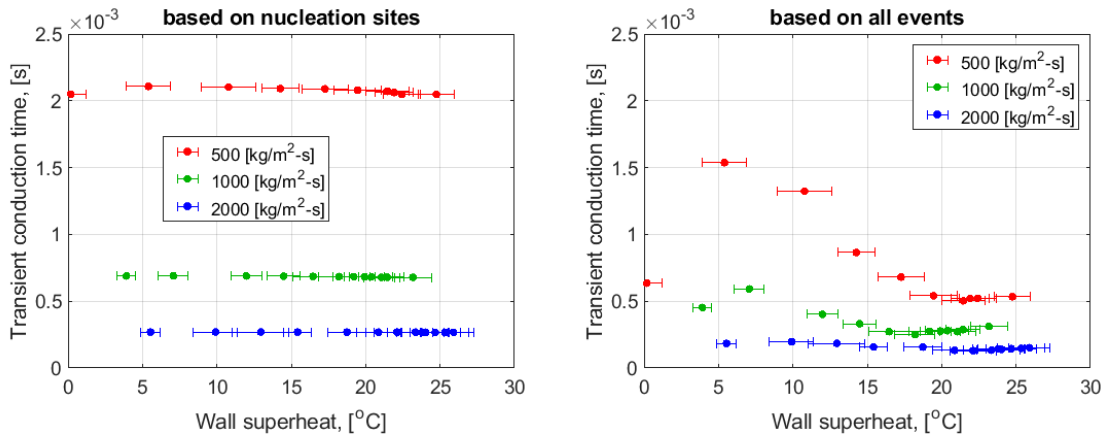 based on nucleation sites
×10⁻³
2.5
2
1.5
1
0.5
0
Transient conduction time, [s]
500 [kg/m²-s]
1000 [kg/m²-s]
2000 [kg/m²-s]
0 5 10 15 20 25 30
Wall superheat, [°C]
based on all events
×10⁻³
2.5
2
1.5
1
0.5
0
Transient conduction time, [s]
500 [kg/m²-s]
1000 [kg/m²-s]
2000 [kg/m²-s]
0 5 10 15 20 25 30
Wall superheat, [°C]